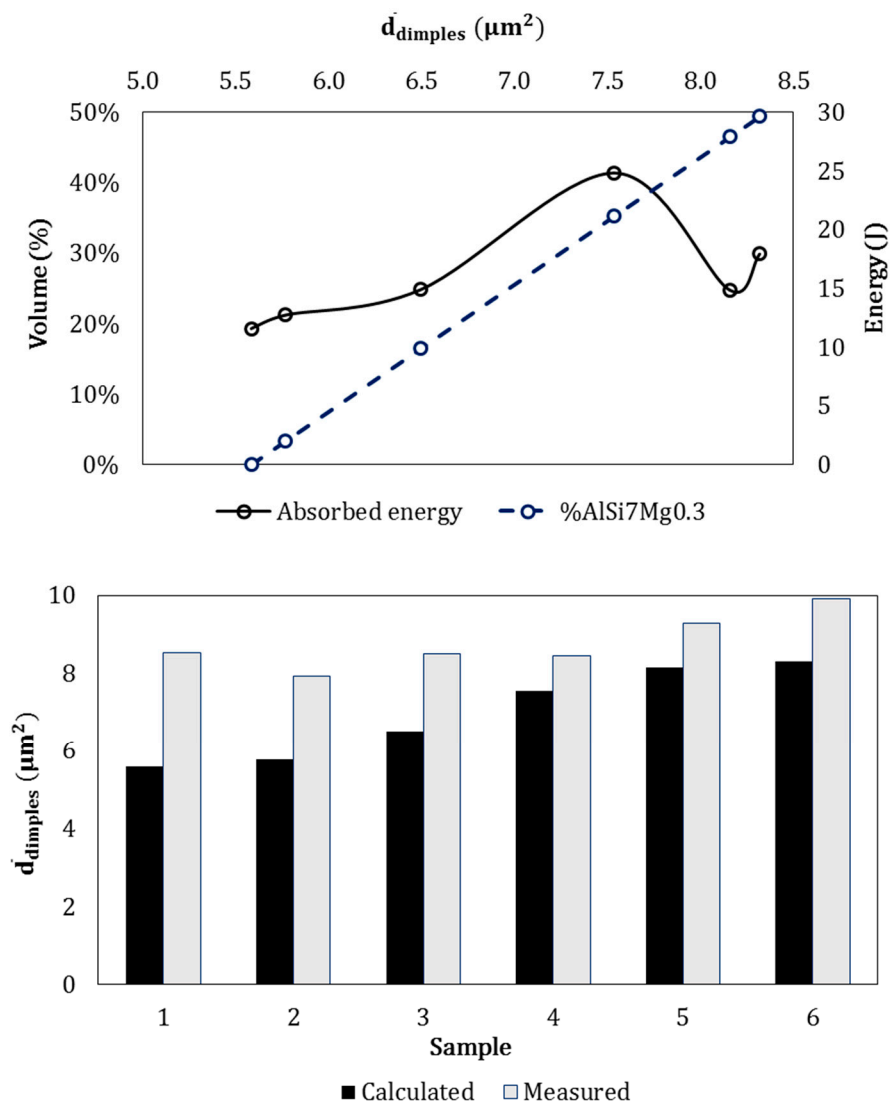 d̄dimples (μm²)
5.0 5.5 6.0 6.5 7.0 7.5 8.0 8.5
50% 30
40% 25
30% 20
20% 15
10% 10
0% 5
0
Volume (%)
Energy (J)
Absorbed energy %AlSi7Mg0.3
10
8
6
4
2
0
d̄dimples (μm²)
1 2 3 4 5 6
Sample
Calculated Measured